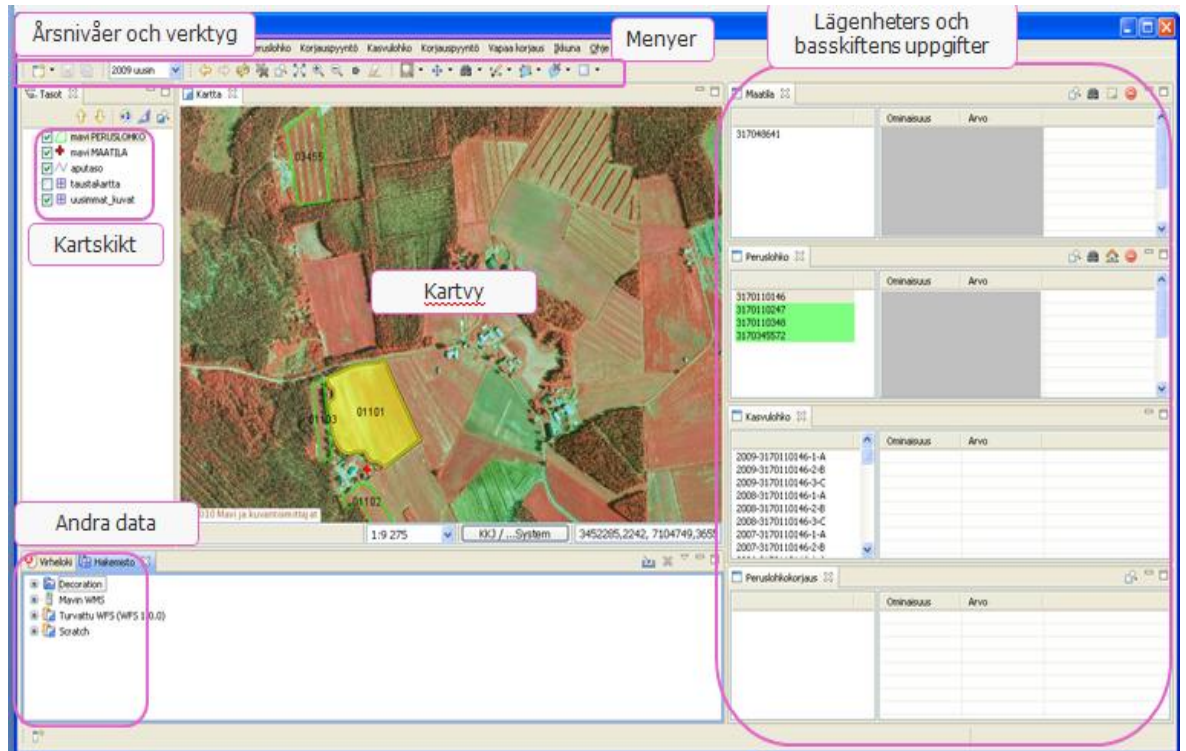 Årsnivåer och verktyg
Menyer
Lägenheters och
basskiftens uppgifter
Peruslohko Korjauspyyntö Kasvulohko Korjauspyyntö Vapaa korjaus Ikkuna Ohje
2009 uusin
Tasot
Kartta
mavi PERUSLOHKO
mavi MAATILA
aputaso
taustakartta
uusimmat_kuvat
Kartskikt
Kartvy
03455
01101
01103
01102
Mavi ja kuvantoimittajat
1:9 275
KKJ / ...System
3452285,2242, 7104749,3655
Andra data
Virheloki
Hakemisto
Decoration
Mavin WMS
Turvattu WFS (WFS 1.0.0)
Scratch
Maatila
Ominaisuus Arvo
317048641
Peruslohko
Ominaisuus Arvo
3170110146
3170110247
3170110348
3170345572
Kasvulohko
Ominaisuus Arvo
2009-3170110146-1-A
2009-3170110146-2-B
2009-3170110146-3-C
2008-3170110146-1-A
2008-3170110146-2-B
2008-3170110146-3-C
2007-3170110146-1-A
2007-3170110146-2-B
Peruslohkokorjaus
Ominaisuus Arvo